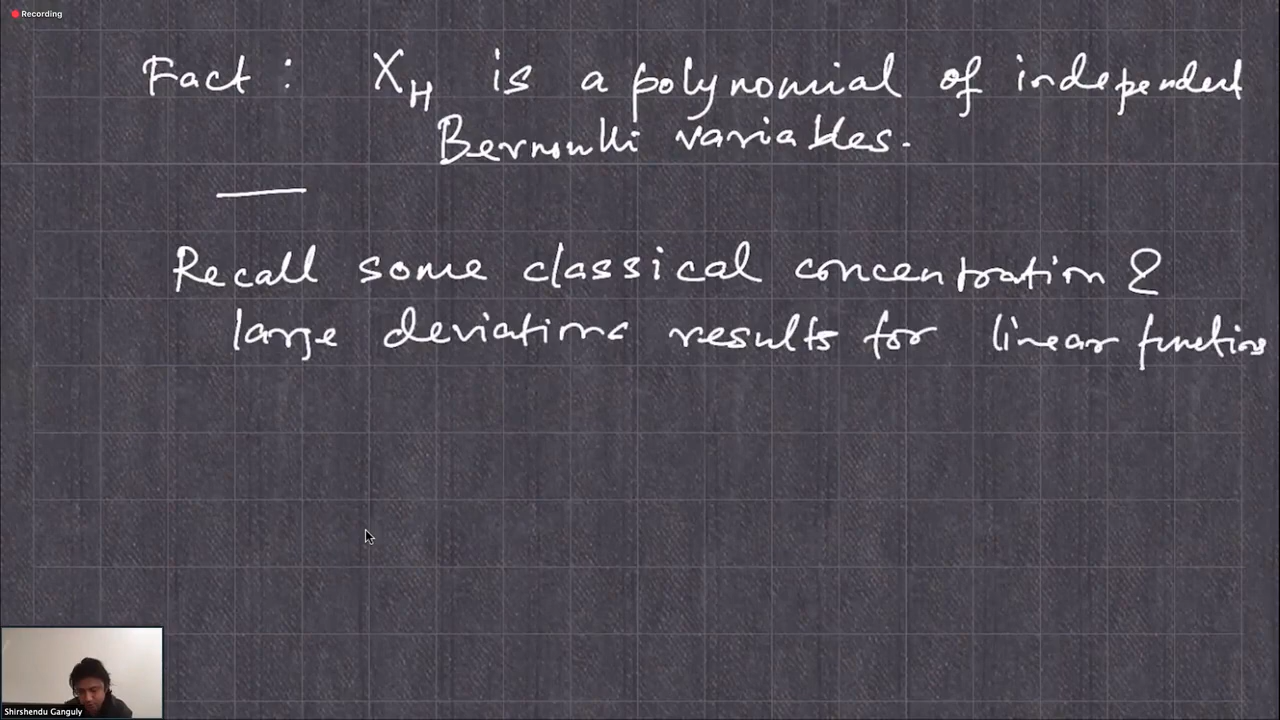 Recording
Fact : X_H is a polynomial of independent
Bernoulli variables.
Recall some classical concentration &
large deviations results for linear functions
Shirshendu Ganguly